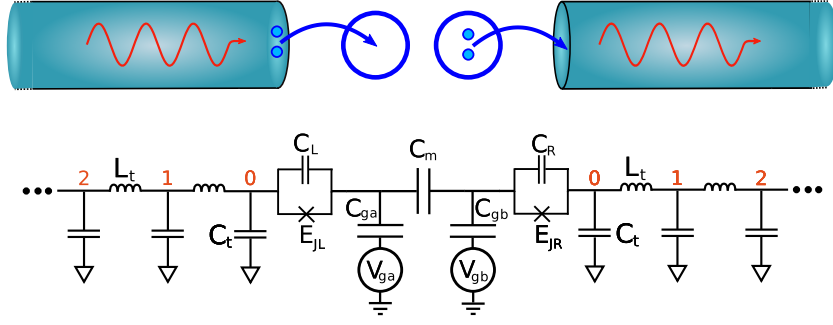 C_L C_m C_R
2 L_t 1 0 0 L_t 1 2
C_t E_JL C_ga C_gb E_JR C_t
V_ga V_gb